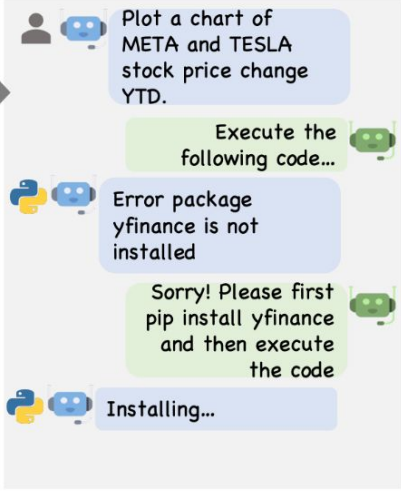 Plot a chart of
META and TESLA
stock price change
YTD.
Execute the
following code...
Error package
yfinance is not
installed
Sorry! Please first
pip install yfinance
and then execute
the code
Installing...